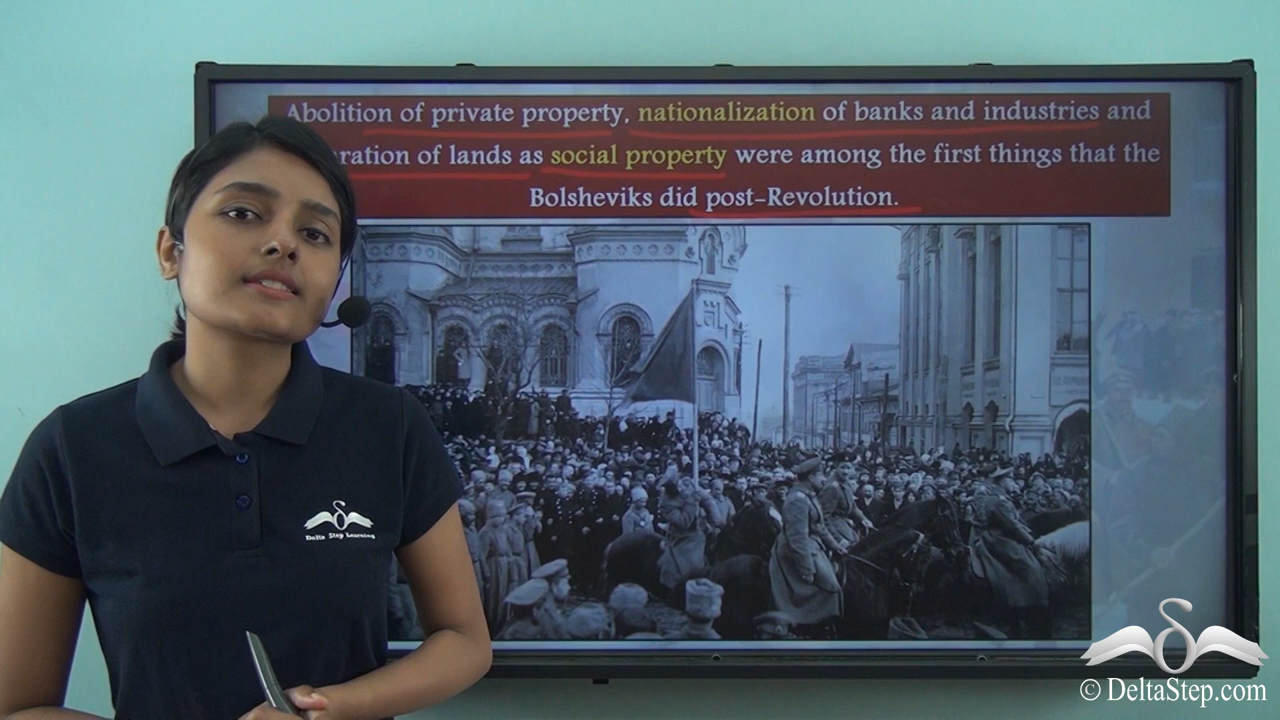 Abolition of private property, nationalization of banks and industries and
ration of lands as social property were among the first things that the
Bolsheviks did post-Revolution.
Delta Step Learning
© DeltaStep.com